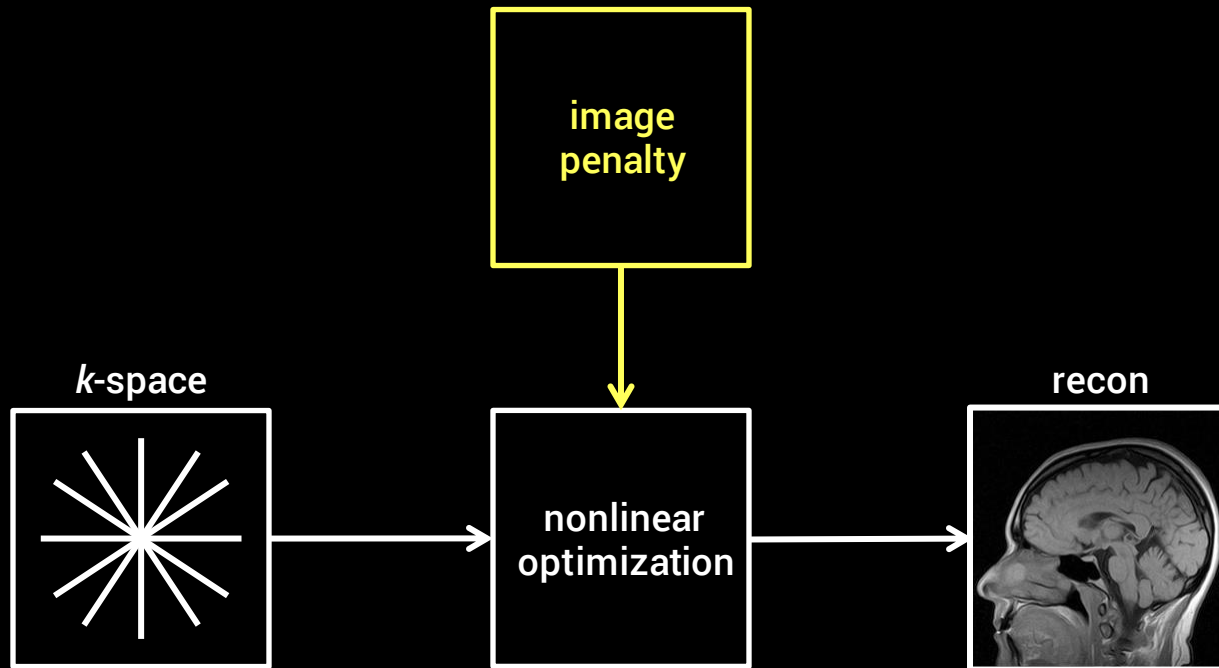 image
penalty
k-space
recon
nonlinear
optimization